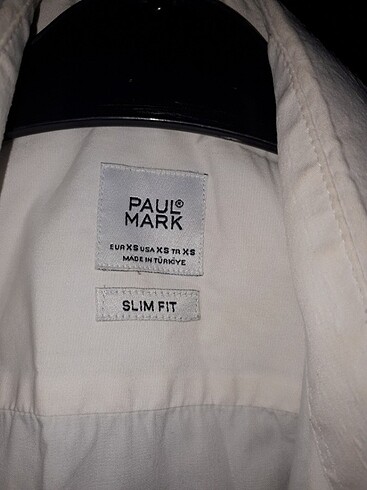 PAUL®
MARK
EUR XS USA XS TR XS
MADE IN TÜRKİYE
SLIM FIT